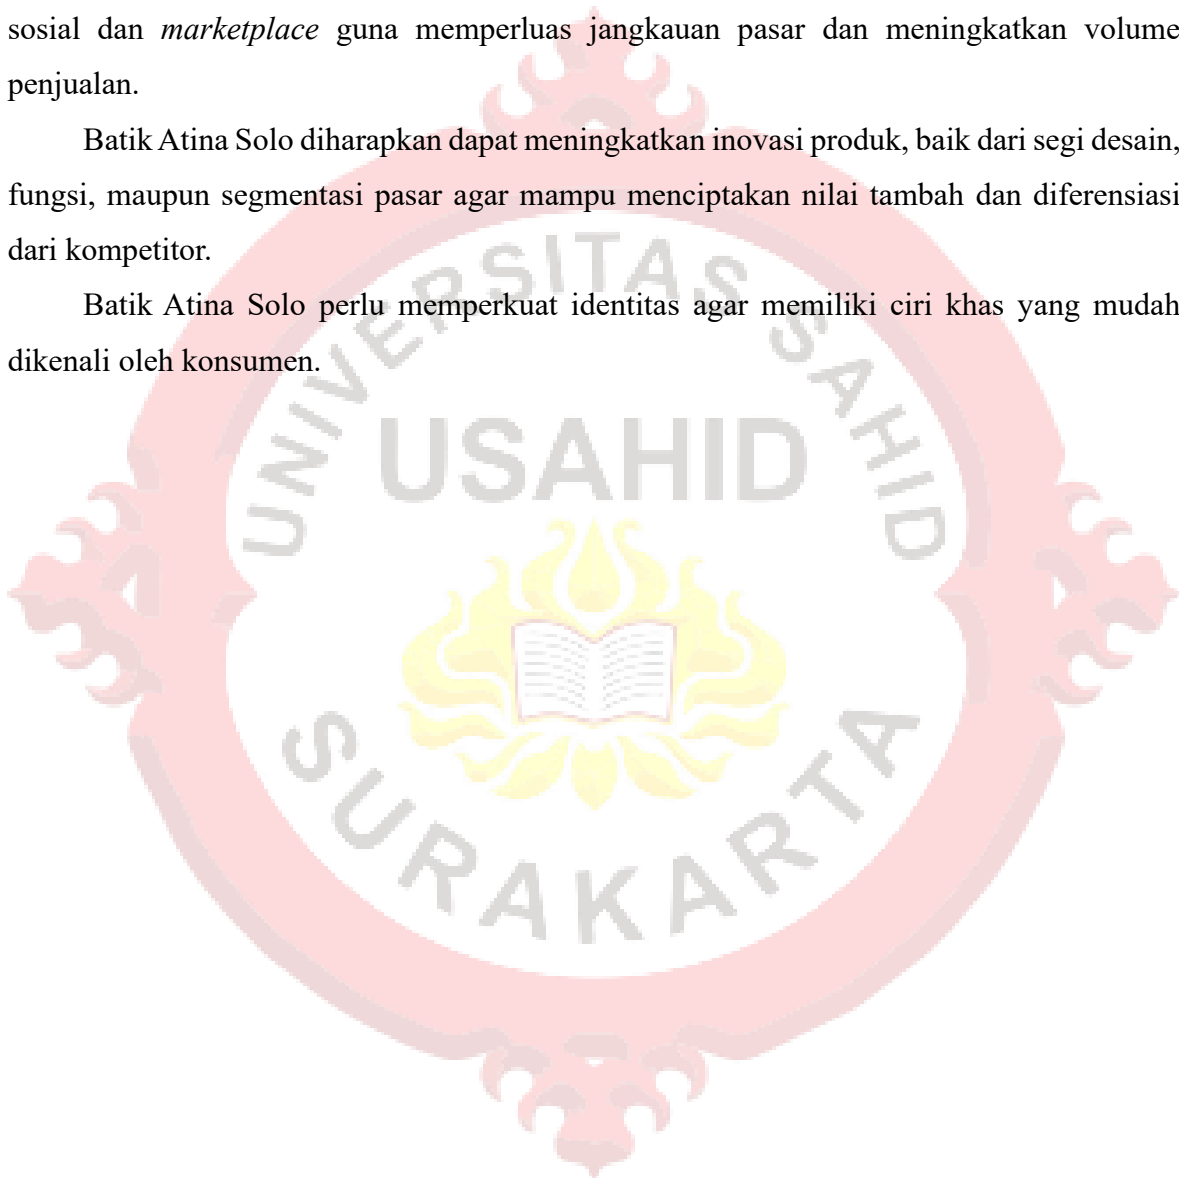 sosial dan marketplace guna memperluas jangkauan pasar dan meningkatkan volume
penjualan.
Batik Atina Solo diharapkan dapat meningkatkan inovasi produk, baik dari segi desain,
fungsi, maupun segmentasi pasar agar mampu menciptakan nilai tambah dan diferensiasi
dari kompetitor.
Batik Atina Solo perlu memperkuat identitas agar memiliki ciri khas yang mudah
dikenali oleh konsumen.
UNIVERSITAS SAHID
USAHID
SURAKARTA